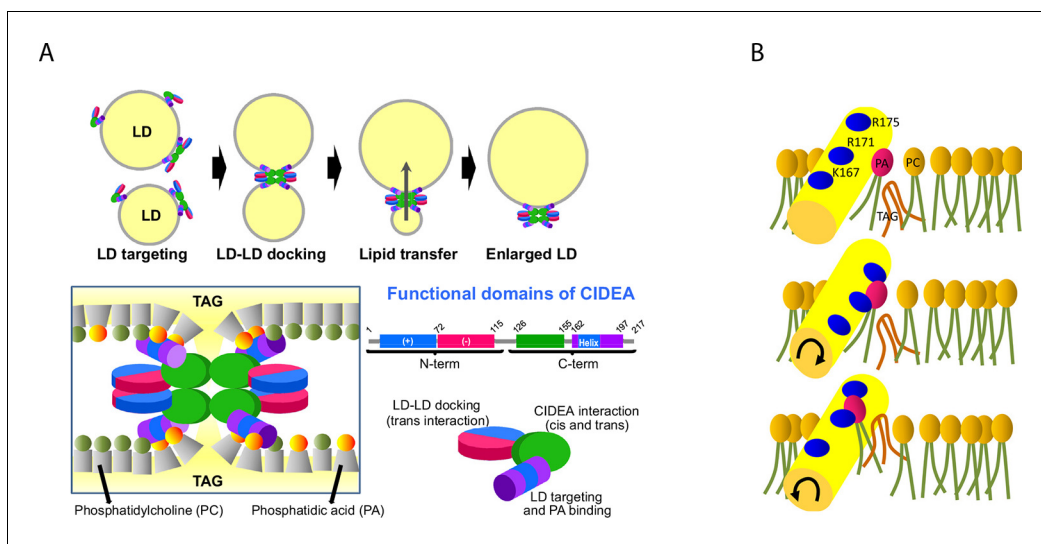 A
LD
LD
LD targeting
LD-LD docking
Lipid transfer
Enlarged LD
TAG
TAG
Phosphatidylcholine (PC)
Phosphatidic acid (PA)
Functional domains of CIDEA
1
72
115
126
155
162
197
217
(+)
(-)
Helix
N-term
C-term
LD-LD docking
(trans interaction)
CIDEA interaction
(cis and trans)
LD targeting
and PA binding
B
R175
R171
K167
PA
PC
TAG